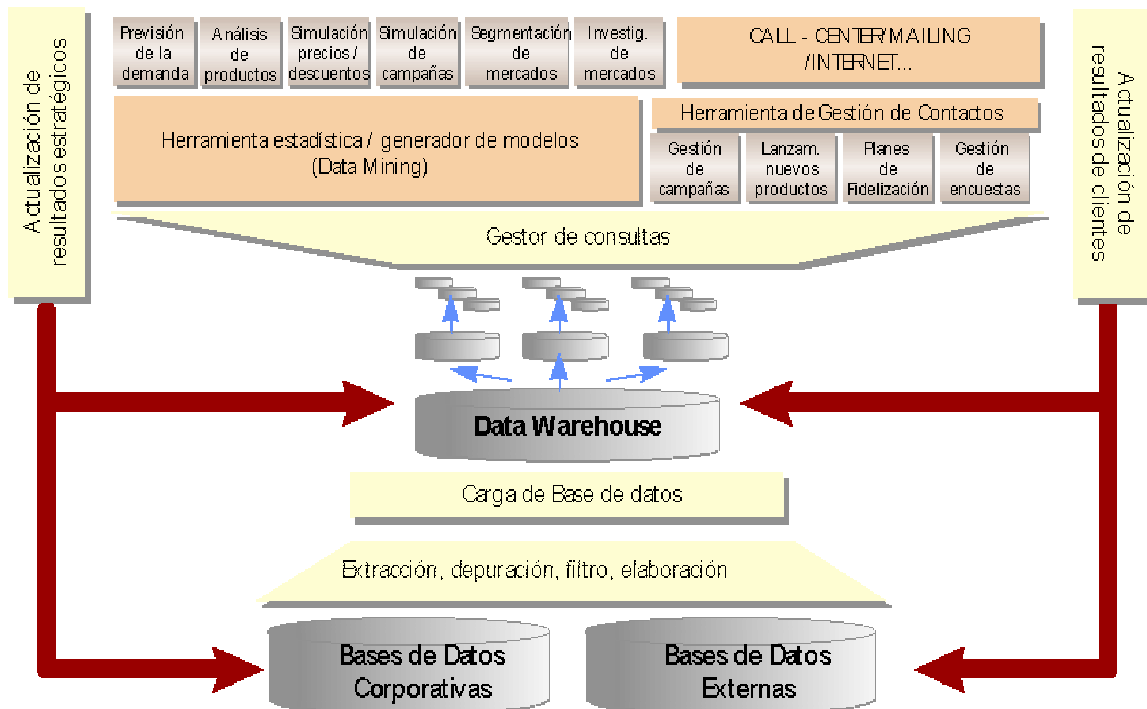 Actualización de
resultados estratégicos
Previsión
de la
demanda
Análisis
de
productos
Simulación
precios /
descuentos
Simulación
de
campañas
Segmentación
de
mercados
Investig.
de
mercados
CALL - CENTER/MAILING
/INTERNET...
Herramienta estadística / generador de modelos
(Data Mining)
Herramienta de Gestión de Contactos
Gestión
de
campañas
Lanzam.
nuevos
productos
Planes
de
Fidelización
Gestión
de
encuestas
Actualización de
resultados de clientes
Gestor de consultas
Data Warehouse
Carga de Base de datos
Extracción, depuración, filtro, elaboración
Bases de Datos
Corporativas
Bases de Datos
Externas